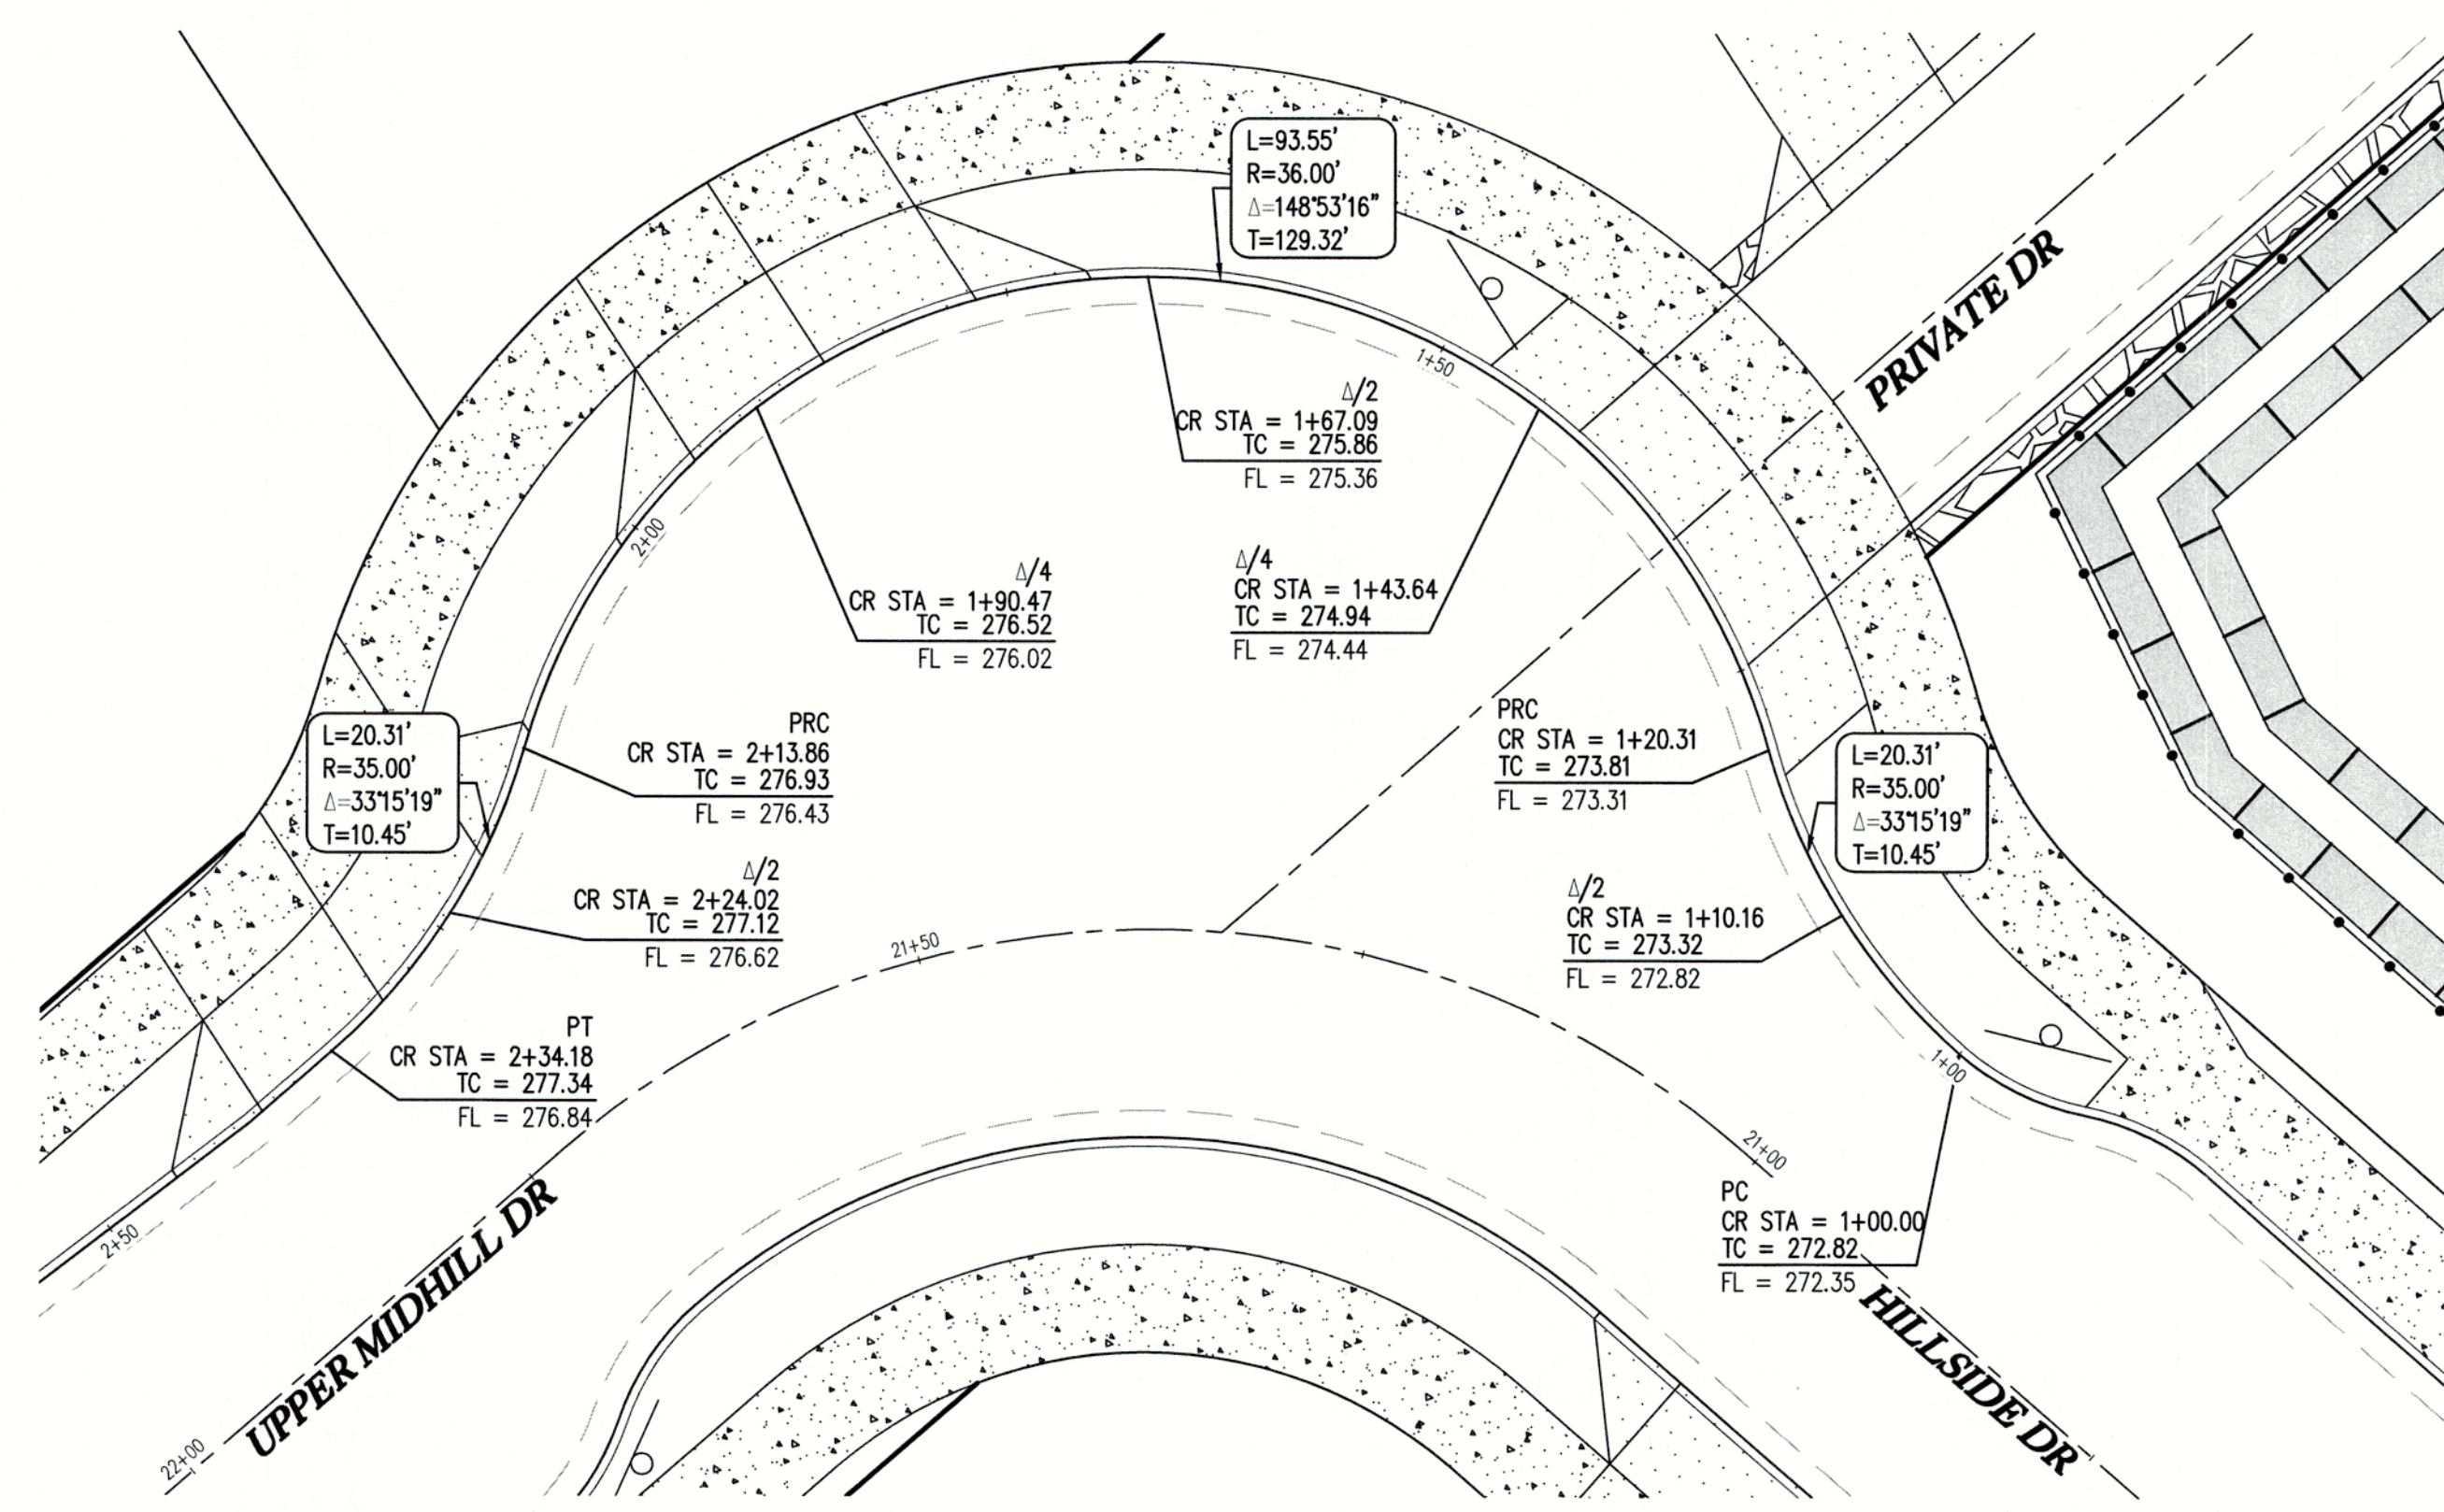 L=93.55'
R=36.00'
Δ=148°53'16"
T=129.32'
PRIVATE DR
1+50
Δ/2
CR STA = 1+67.09
TC = 275.86
FL = 275.36
2+00
Δ/4
CR STA = 1+90.47
TC = 276.52
FL = 276.02
Δ/4
CR STA = 1+43.64
TC = 274.94
FL = 274.44
L=20.31'
R=35.00'
Δ=33°15'19"
T=10.45'
PRC
CR STA = 2+13.86
TC = 276.93
FL = 276.43
PRC
CR STA = 1+20.31
TC = 273.81
FL = 273.31
L=20.31'
R=35.00'
Δ=33°15'19"
T=10.45'
Δ/2
CR STA = 2+24.02
TC = 277.12
FL = 276.62
21+50
Δ/2
CR STA = 1+10.16
TC = 273.32
FL = 272.82
PT
CR STA = 2+34.18
TC = 277.34
FL = 276.84
1+00
21+00
PC
CR STA = 1+00.00
TC = 272.82
FL = 272.35
2+50
UPPER MIDHILL DR
HILLSIDE DR
22+00